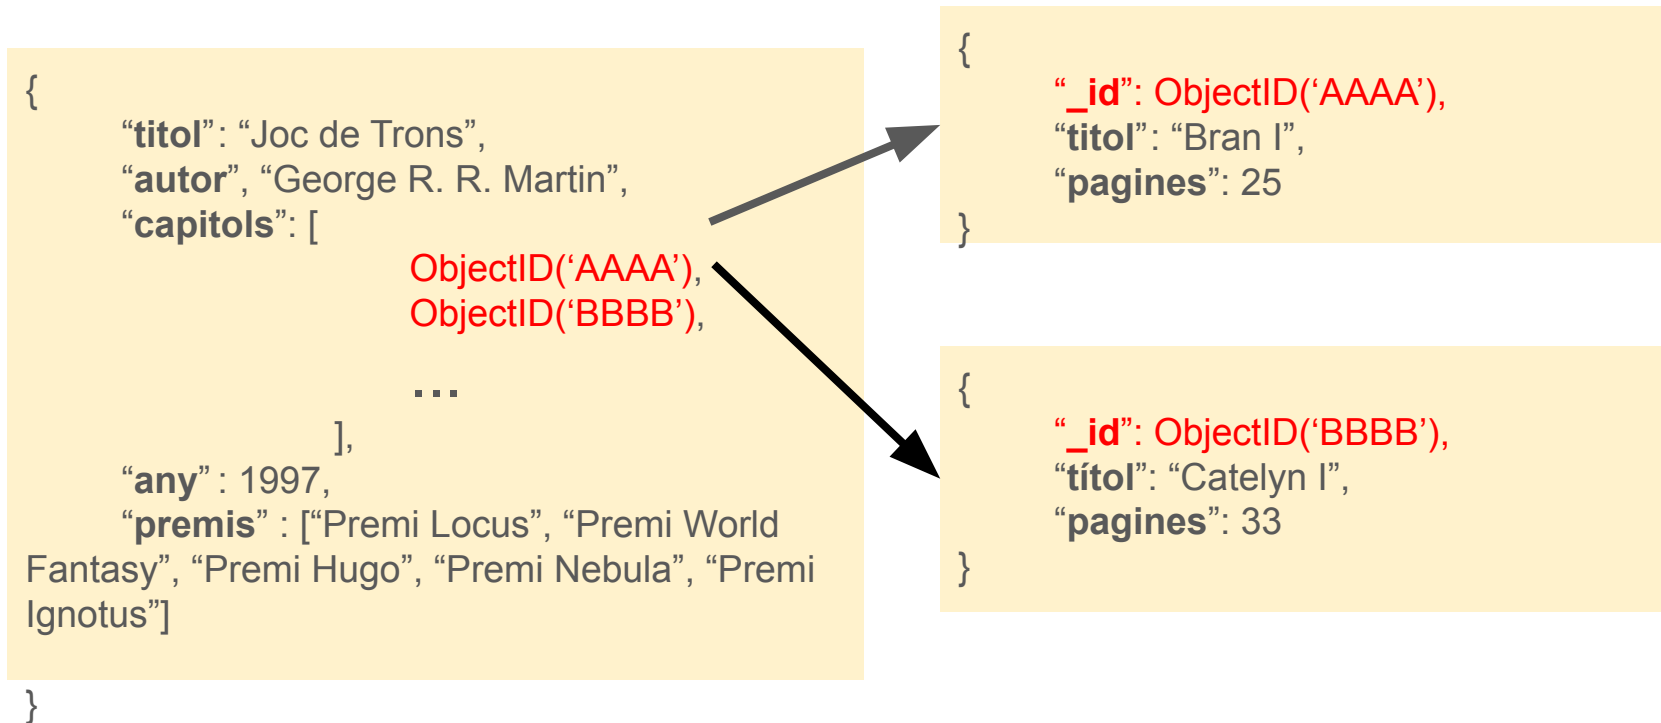 {
“titol”: “Joc de Trons”,
“autor”, “George R. R. Martin”,
“capitols”: [
ObjectID(‘AAAA’),
ObjectID(‘BBBB’),
...
],
“any” : 1997,
“premis” : [“Premi Locus”, “Premi World
Fantasy”, “Premi Hugo”, “Premi Nebula”, “Premi
Ignotus”]
}
{
“_id”: ObjectID(‘AAAA’),
“titol”: “Bran I”,
“pagines”: 25
}
{
“_id”: ObjectID(‘BBBB’),
“títol”: “Catelyn I”,
“pagines”: 33
}